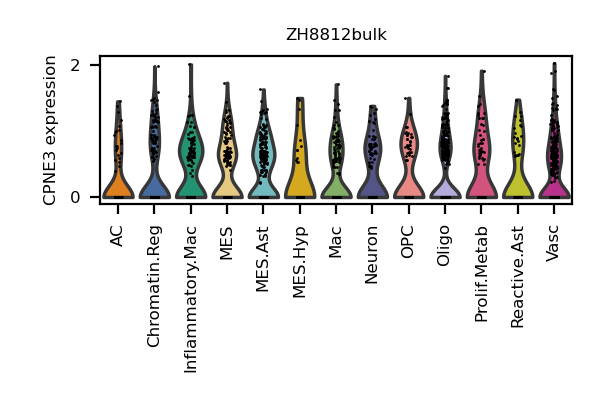 ZH8812bulk
CPNE3 expression
2
0
AC
Chromatin.Reg
Inflammatory.Mac
MES
MES.Ast
MES.Hyp
Mac
Neuron
OPC
Oligo
Prolif.Metab
Reactive.Ast
Vasc